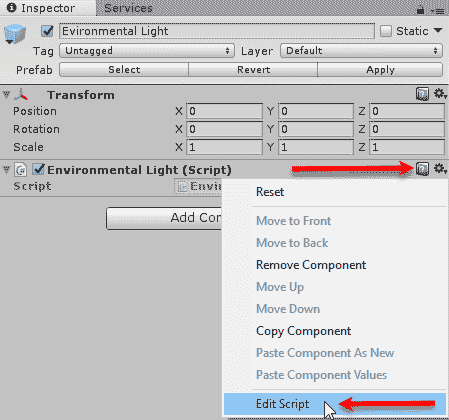 Inspector Services
Evironmental Light Static
Tag Untagged Layer Default
Prefab Select Revert Apply
Transform
Position X 0 Y 0 Z 0
Rotation X 0 Y 0 Z 0
Scale X 1 Y 1 Z 1
Environmental Light (Script)
Script Envi
Add Co
Reset
Move to Front
Move to Back
Remove Component
Move Up
Move Down
Copy Component
Paste Component As New
Paste Component Values
Edit Script